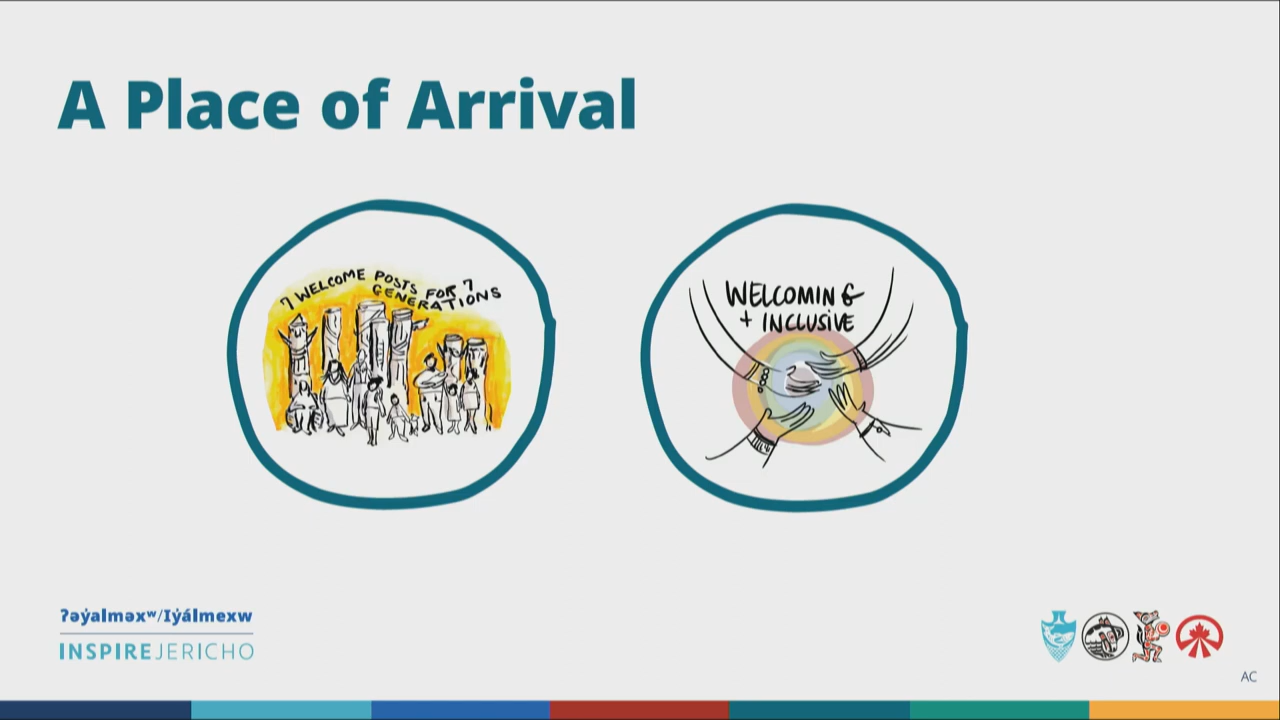 A Place of Arrival
7 WELCOME POSTS FOR 7
GENERATIONS
WELCOMING
+ INCLUSIVE
ʔəy̓alməxʷ/Iy̓álmexw
INSPIREJERICHO
AC